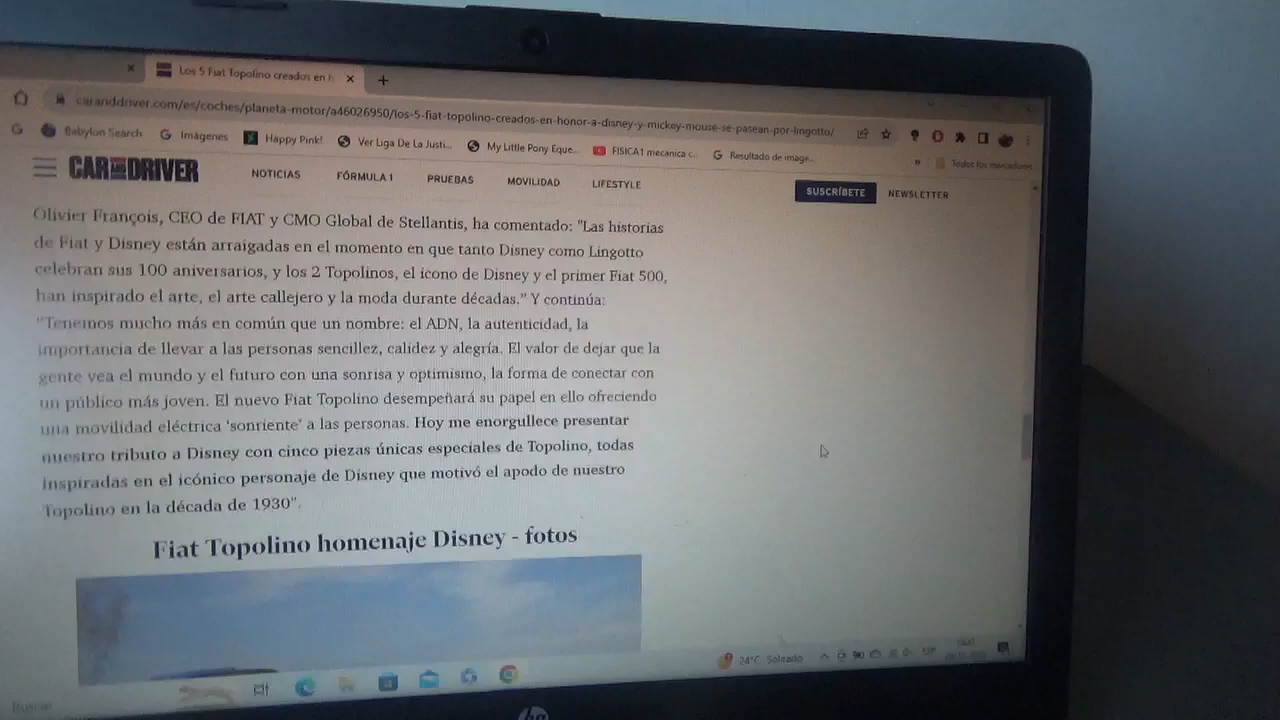 Los 5 Fiat Topolino creados en h
caranddriver.com/es/coches/planeta-motor/a46026950/los-5-fiat-topolino-creados-en-honor-a-disney-y-mickey-mouse-se-pasean-por-lingotto/
Babylon Search Imágenes Happy Pink! Ver Liga De La Justi... My Little Pony Eque... FISICA1 mecanica c... Resultado de image... » Todos los marcadores
CAR AND DRIVER NOTICIAS FÓRMULA 1 PRUEBAS MOVILIDAD LIFESTYLE SUSCRÍBETE NEWSLETTER
Olivier François, CEO de FIAT y CMO Global de Stellantis, ha comentado: "Las historias
de Fiat y Disney están arraigadas en el momento en que tanto Disney como Lingotto
celebran sus 100 aniversarios, y los 2 Topolinos, el icono de Disney y el primer Fiat 500,
han inspirado el arte, el arte callejero y la moda durante décadas." Y continúa:
"Tenemos mucho más en común que un nombre: el ADN, la autenticidad, la
importancia de llevar a las personas sencillez, calidez y alegría. El valor de dejar que la
gente vea el mundo y el futuro con una sonrisa y optimismo, la forma de conectar con
un público más joven. El nuevo Fiat Topolino desempeñará su papel en ello ofreciendo
una movilidad eléctrica 'sonriente' a las personas. Hoy me enorgullece presentar
nuestro tributo a Disney con cinco piezas únicas especiales de Topolino, todas
inspiradas en el icónico personaje de Disney que motivó el apodo de nuestro
Topolino en la década de 1930".
Fiat Topolino homenaje Disney - fotos
24°C Soleado ESP
Buscar
hp